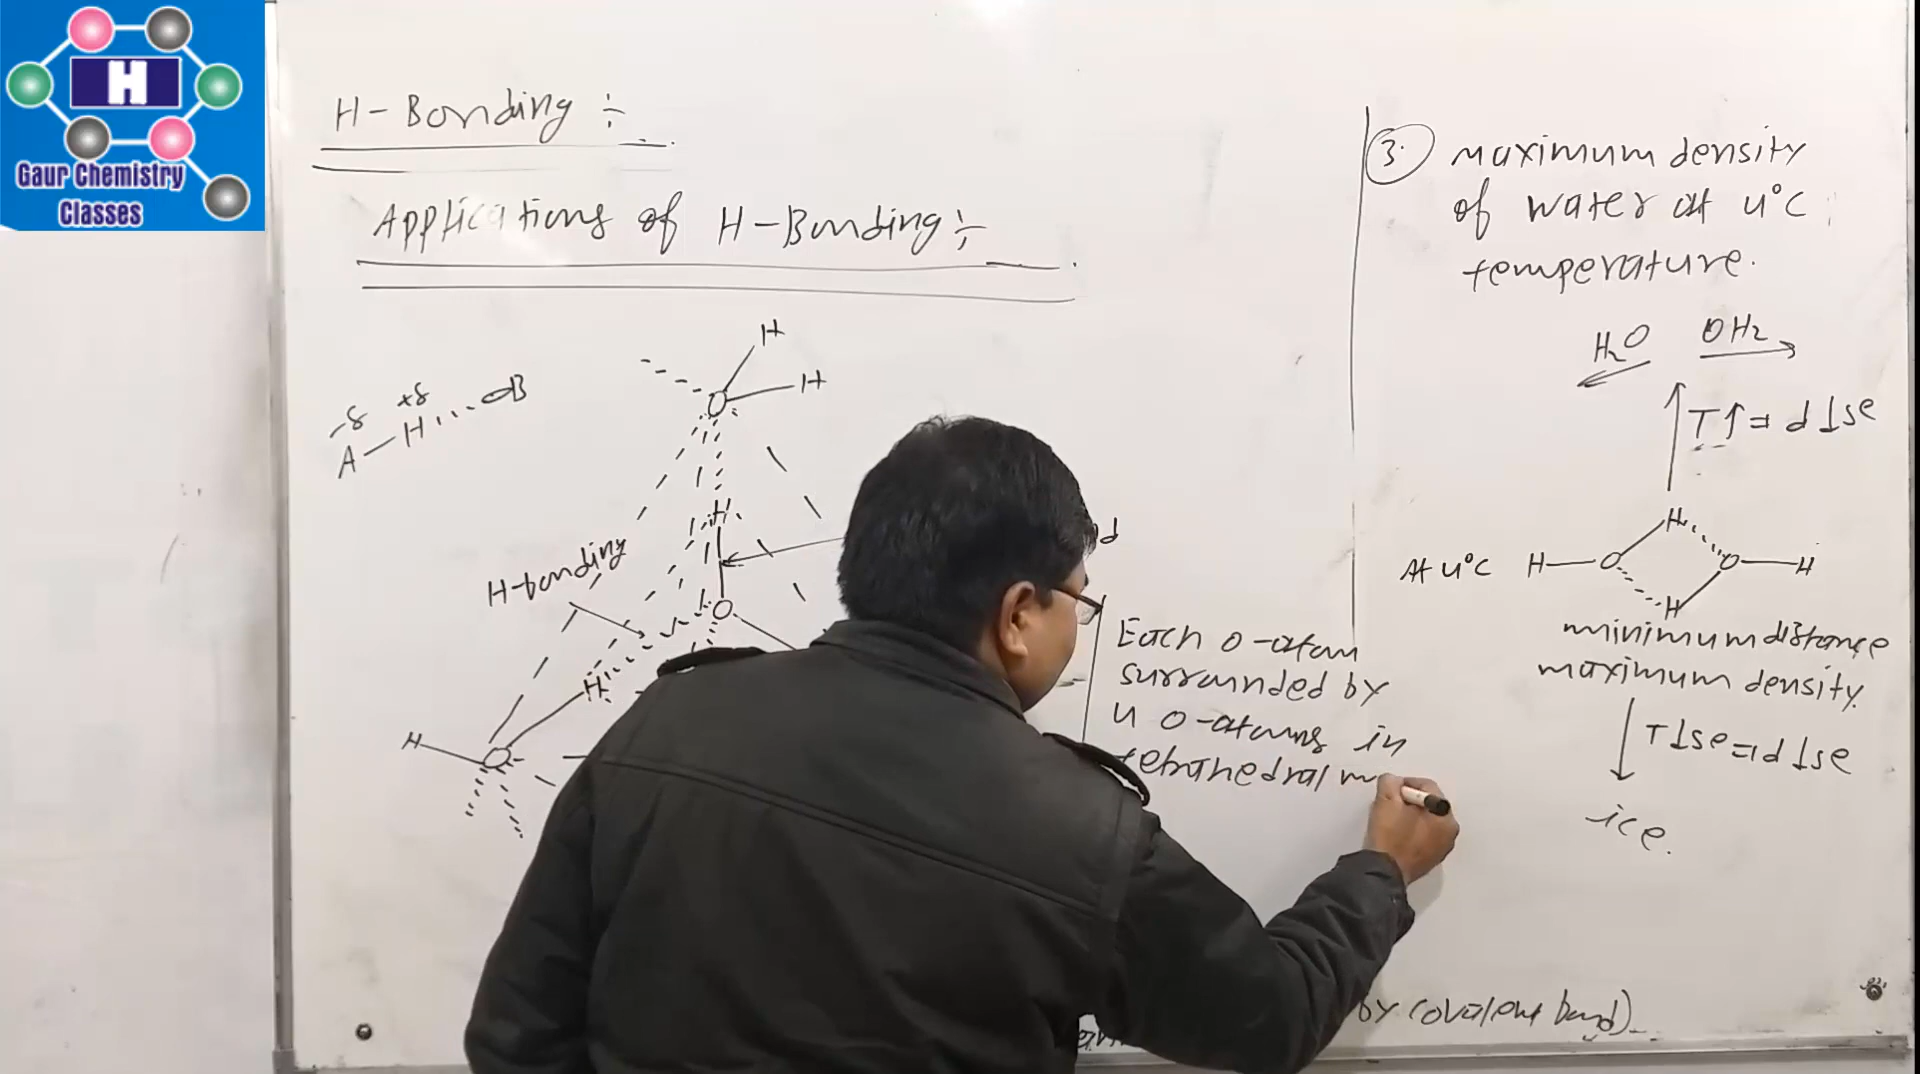 H
Gaur Chemistry
Classes
H-Bonding ÷
Applications of H-Bonding ÷
-δ +δ
A—H....B
H
H
O
H
H-bonding
O
H
H
O
Each O-atom
surrounded by
4 O-atoms in
tetrahedral m
by covalent bond).
3. maximum density
of water at 4°C
temperature.
H₂O OH₂
T↑ = d↓se
H
At 4°C H—O O—H
H
minimum distance
maximum density.
T↓se = d↓se
ice.